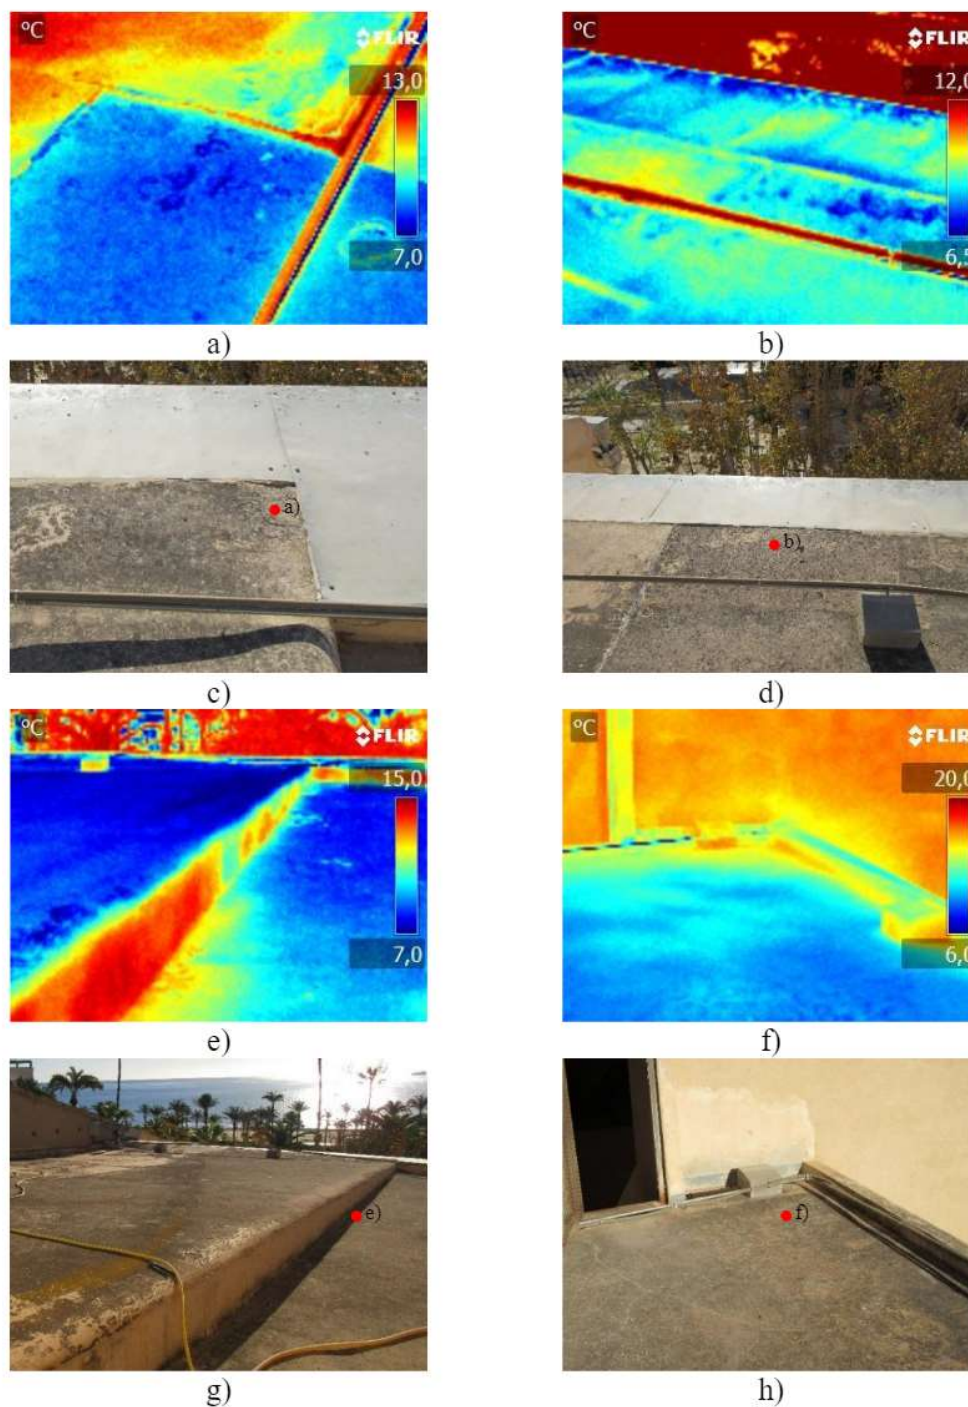 °C
FLIR
13,0
7,0
a)
°C
FLIR
12,0
6,5
b)
a)
c)
b)
d)
°C
FLIR
15,0
7,0
e)
°C
FLIR
20,0
6,0
f)
e)
g)
f)
h)